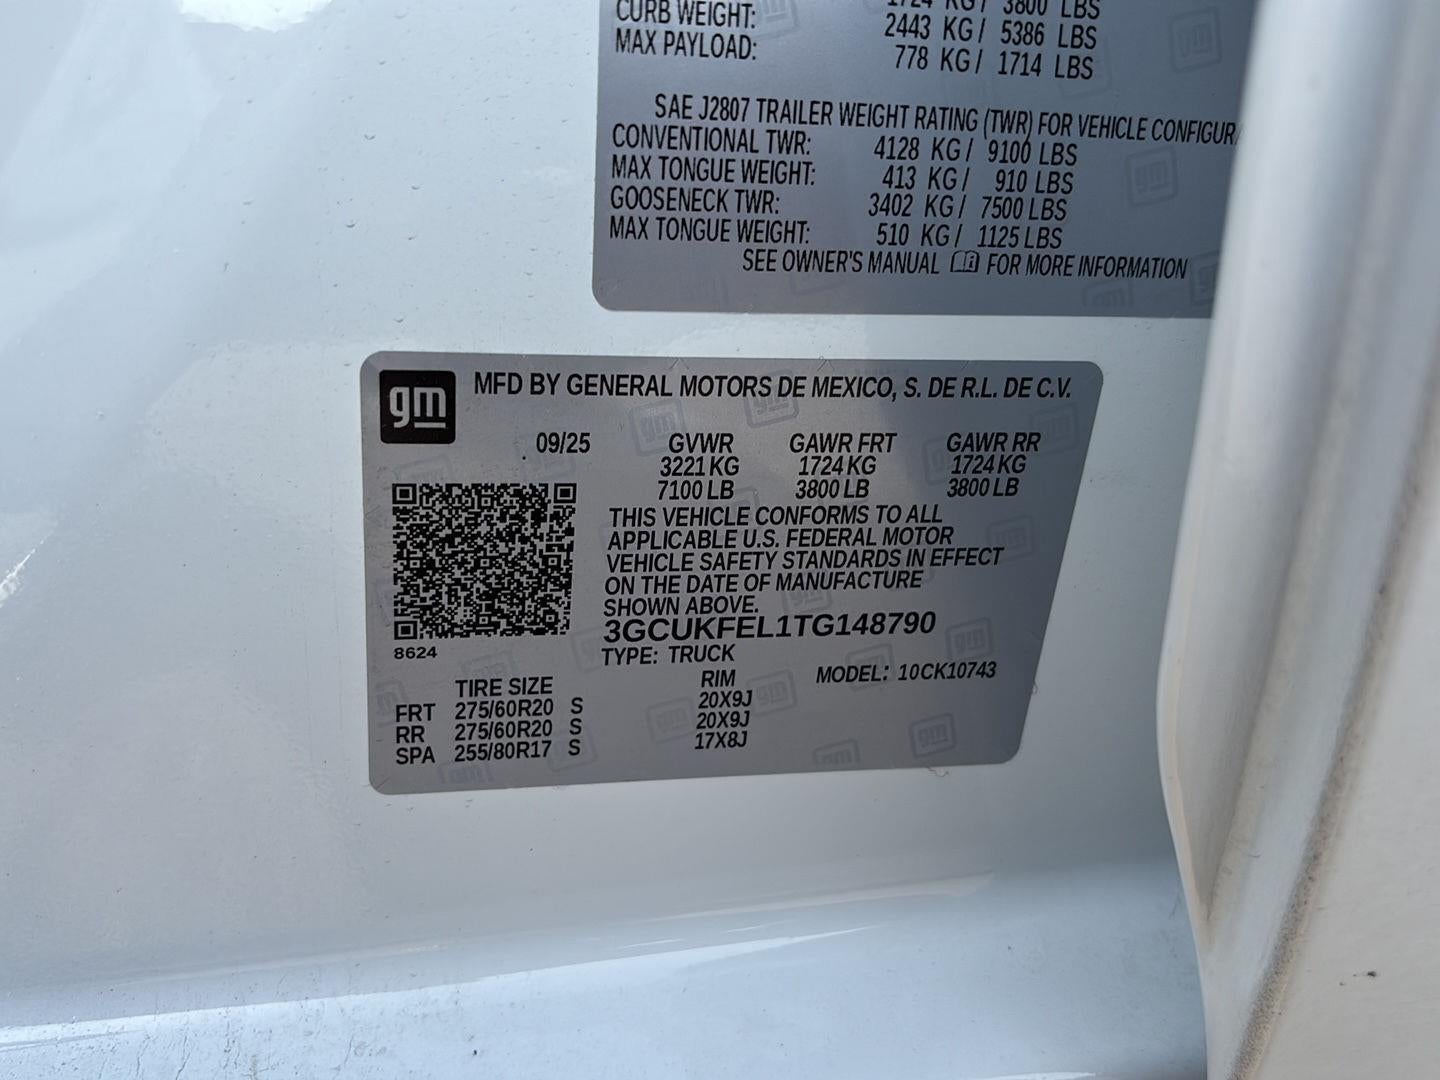 1724 KG/ 3800 LBS
CURB WEIGHT: 2443 KG/ 5386 LBS
MAX PAYLOAD: 778 KG/ 1714 LBS
SAE J2807 TRAILER WEIGHT RATING (TWR) FOR VEHICLE CONFIGURA
CONVENTIONAL TWR: 4128 KG/ 9100 LBS
MAX TONGUE WEIGHT: 413 KG/ 910 LBS
GOOSENECK TWR: 3402 KG/ 7500 LBS
MAX TONGUE WEIGHT: 510 KG/ 1125 LBS
SEE OWNER'S MANUAL FOR MORE INFORMATION
gm MFD BY GENERAL MOTORS DE MEXICO, S. DE R.L. DE C.V.
09/25 GVWR GAWR FRT GAWR RR
3221 KG 1724 KG 1724 KG
7100 LB 3800 LB 3800 LB
THIS VEHICLE CONFORMS TO ALL
APPLICABLE U.S. FEDERAL MOTOR
VEHICLE SAFETY STANDARDS IN EFFECT
ON THE DATE OF MANUFACTURE
SHOWN ABOVE.
3GCUKFEL1TG148790
8624
TYPE: TRUCK MODEL: 10CK10743
TIRE SIZE RIM
FRT 275/60R20 S 20X9J
RR 275/60R20 S 20X9J
SPA 255/80R17 S 17X8J